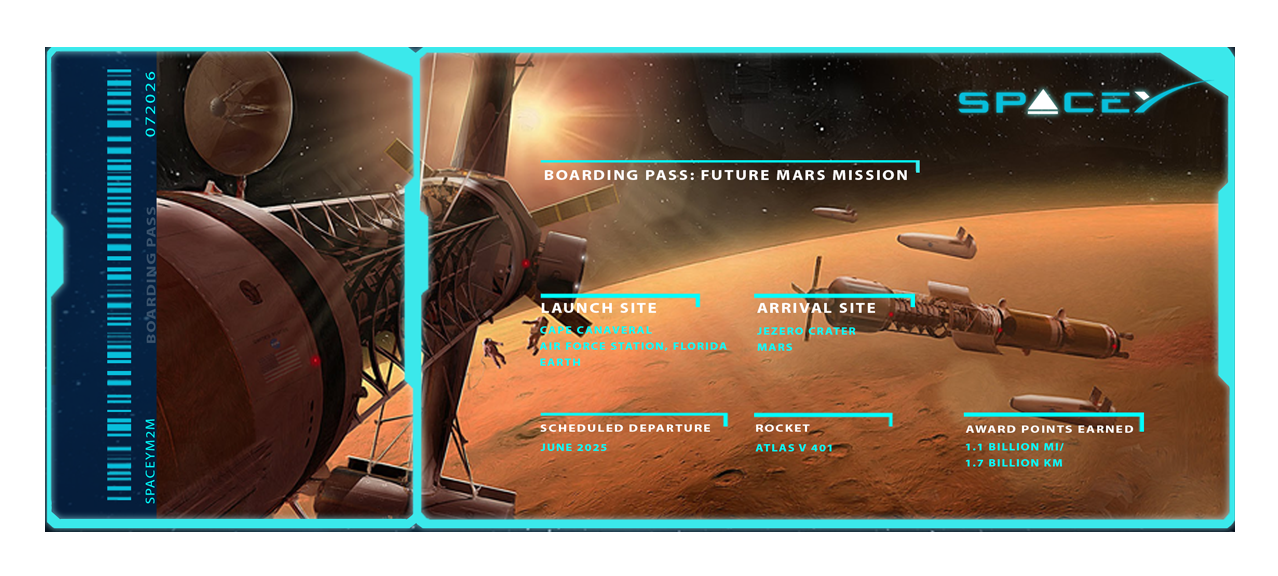 072026
BOARDING PASS
SPACEYM2M
SPACEY
BOARDING PASS: FUTURE MARS MISSION
LAUNCH SITE
CAPE CANAVERAL
AIR FORCE STATION, FLORIDA
EARTH
ARRIVAL SITE
JEZERO CRATER
MARS
SCHEDULED DEPARTURE
JUNE 2025
ROCKET
ATLAS V 401
AWARD POINTS EARNED
1.1 BILLION MI/
1.7 BILLION KM